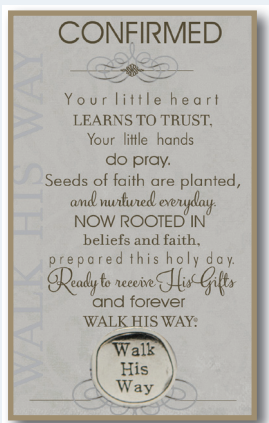 CONFIRMED
WALK HIS WAY
Your little heart
LEARNS TO TRUST,
Your little hands
do pray.
Seeds of faith are planted,
and nurtured everyday.
NOW ROOTED IN
beliefs and faith,
prepared this holy day.
Ready to receive His Gifts
and forever
WALK HIS WAY®
Walk
His
Way